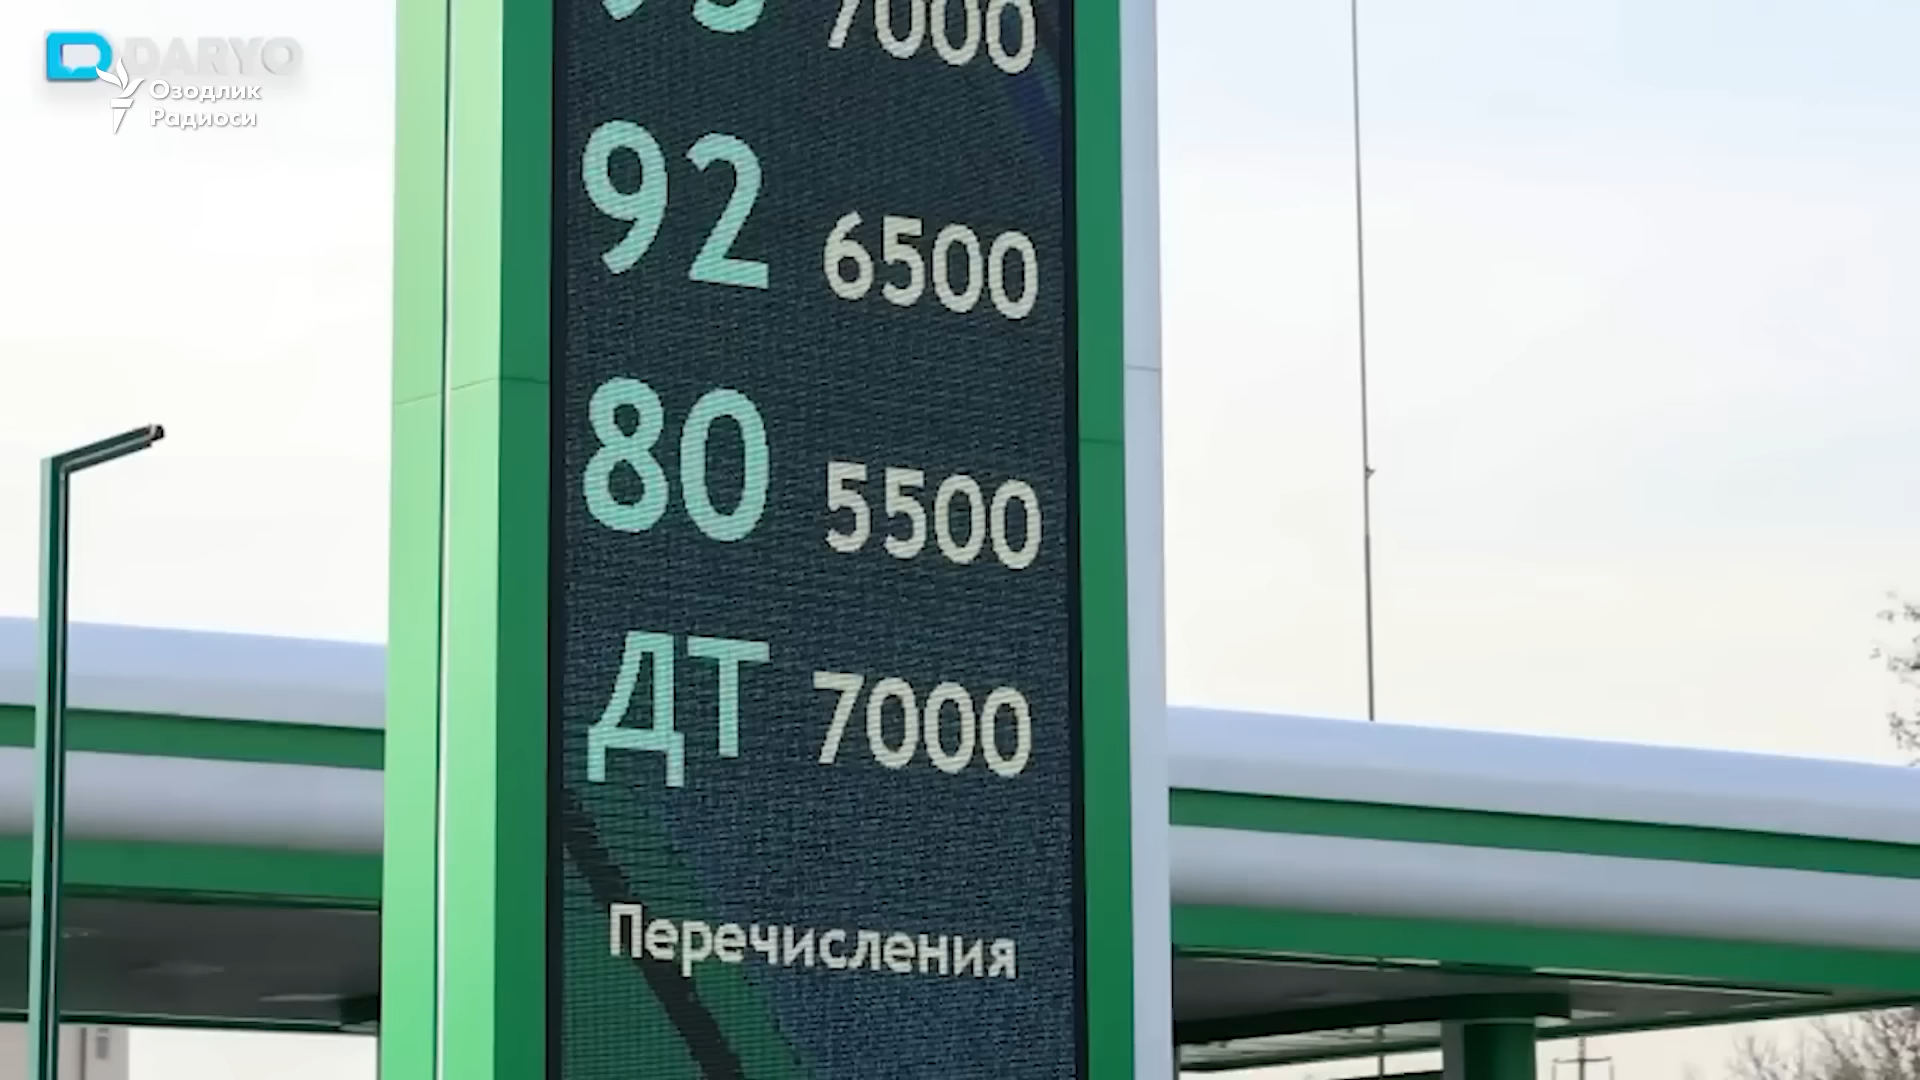 DARYO
Озодлик
Радиоси
7000
92 6500
80 5500
ДТ 7000
Перечисления